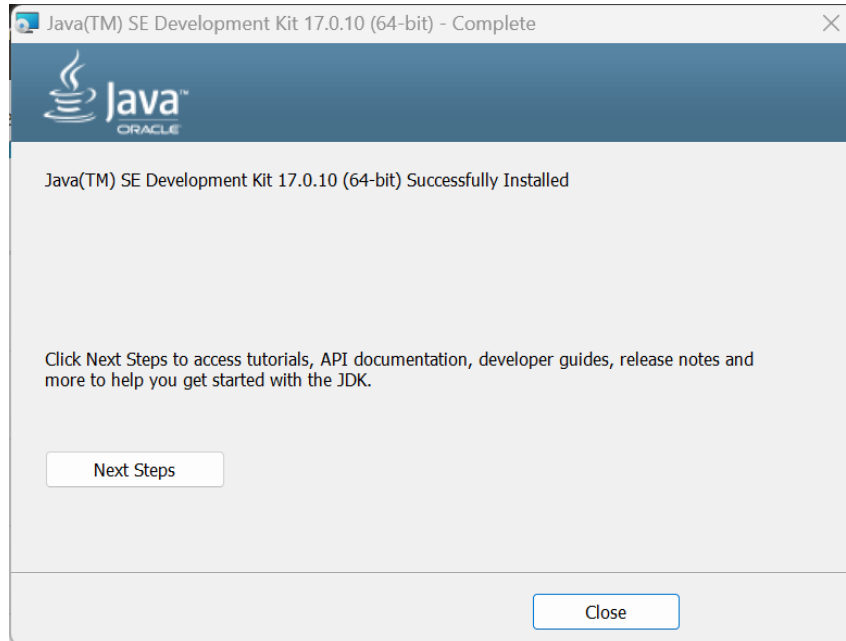 Java(TM) SE Development Kit 17.0.10 (64-bit) - Complete
Java™
ORACLE
Java(TM) SE Development Kit 17.0.10 (64-bit) Successfully Installed
Click Next Steps to access tutorials, API documentation, developer guides, release notes and
more to help you get started with the JDK.
Next Steps
Close